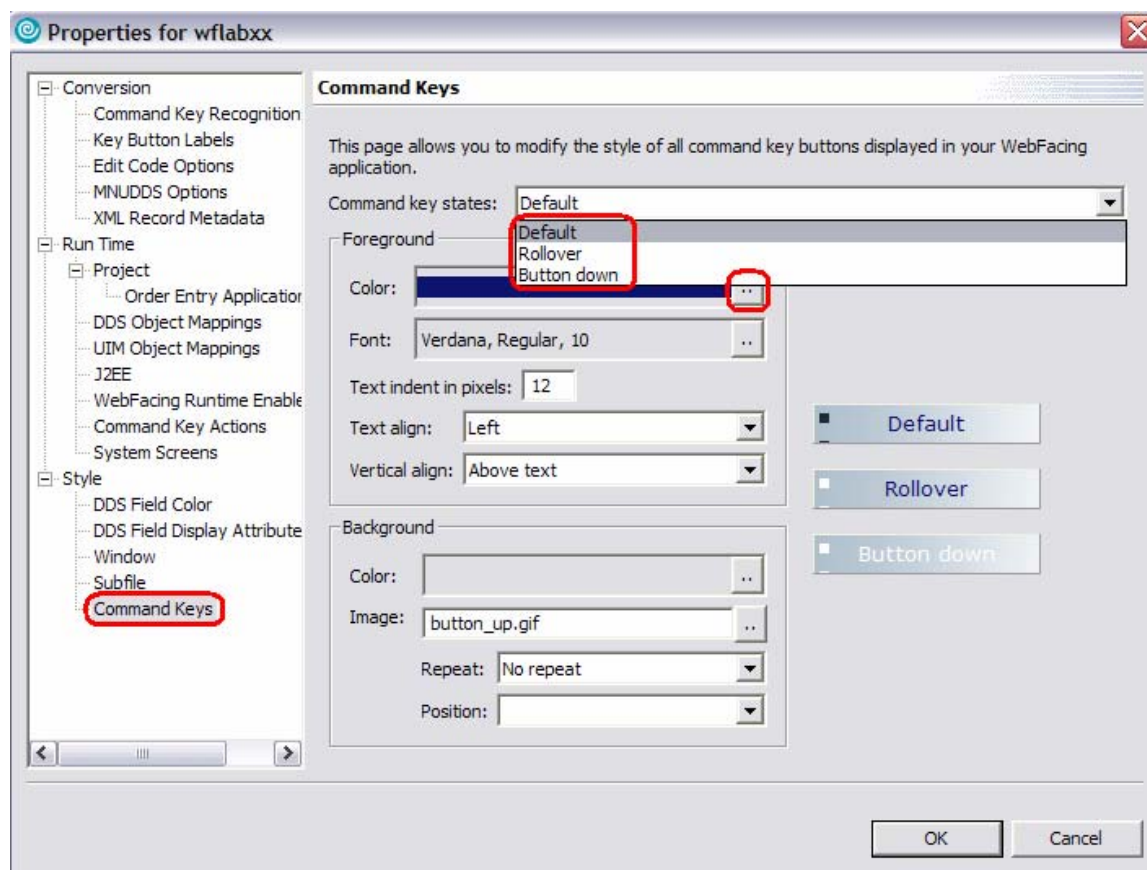 Properties for wflabxx
Conversion
Command Key Recognition
Key Button Labels
Edit Code Options
MNUDDS Options
XML Record Metadata
Run Time
Project
Order Entry Application
DDS Object Mappings
UIM Object Mappings
J2EE
WebFacing Runtime Enable
Command Key Actions
System Screens
Style
DDS Field Color
DDS Field Display Attribute
Window
Subfile
Command Keys
Command Keys
This page allows you to modify the style of all command key buttons displayed in your WebFacing
application.
Command key states: Default
Default
Rollover
Button down
Foreground
Color: ..
Font: Verdana, Regular, 10 ..
Text indent in pixels: 12
Text align: Left
Vertical align: Above text
Default
Rollover
Button down
Background
Color: ..
Image: button_up.gif ..
Repeat: No repeat
Position:
OK Cancel